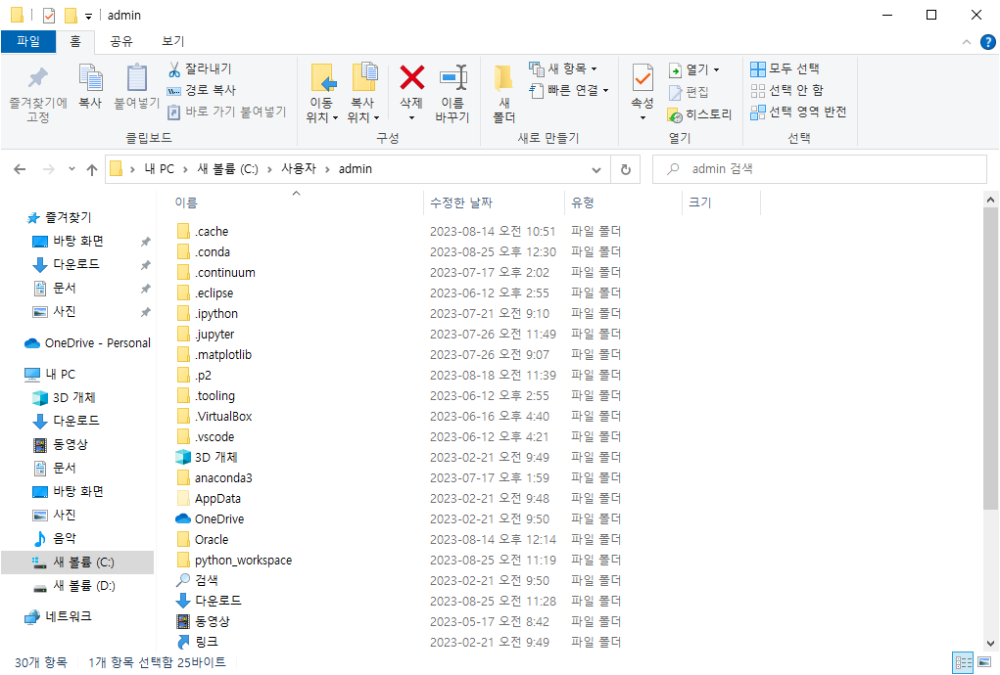 admin
파일 홈 공유 보기
즐겨찾기에 고정
복사
붙여넣기
잘라내기
경로 복사
바로 가기 붙여넣기
클립보드
이동 위치
복사 위치
삭제
이름 바꾸기
구성
새 폴더
새 항목
빠른 연결
새로 만들기
속성
열기
편집
히스토리
열기
모두 선택
선택 안 함
선택 영역 반전
선택
내 PC > 새 볼륨 (C:) > 사용자 > admin
admin 검색
즐겨찾기
바탕 화면
다운로드
문서
사진
OneDrive - Personal
내 PC
3D 개체
다운로드
동영상
문서
바탕 화면
사진
음악
새 볼륨 (C:)
새 볼륨 (D:)
네트워크
이름 수정한 날짜 유형 크기
.cache 2023-08-14 오전 10:51 파일 폴더
.conda 2023-08-25 오후 12:30 파일 폴더
.continuum 2023-07-17 오후 2:02 파일 폴더
.eclipse 2023-06-12 오후 2:55 파일 폴더
.ipython 2023-07-21 오전 9:10 파일 폴더
.jupyter 2023-07-26 오전 11:49 파일 폴더
.matplotlib 2023-07-26 오전 9:07 파일 폴더
.p2 2023-08-18 오전 11:39 파일 폴더
.tooling 2023-06-12 오후 2:55 파일 폴더
.VirtualBox 2023-06-16 오후 4:40 파일 폴더
.vscode 2023-06-12 오후 4:21 파일 폴더
3D 개체 2023-02-21 오전 9:49 파일 폴더
anaconda3 2023-07-17 오후 1:59 파일 폴더
AppData 2023-02-21 오전 9:48 파일 폴더
OneDrive 2023-02-21 오전 9:50 파일 폴더
Oracle 2023-08-14 오후 12:14 파일 폴더
python_workspace 2023-08-25 오전 11:19 파일 폴더
검색 2023-02-21 오전 9:50 파일 폴더
다운로드 2023-08-25 오전 11:28 파일 폴더
동영상 2023-05-17 오전 8:42 파일 폴더
링크 2023-02-21 오전 9:49 파일 폴더
30개 항목 1개 항목 선택함 25바이트